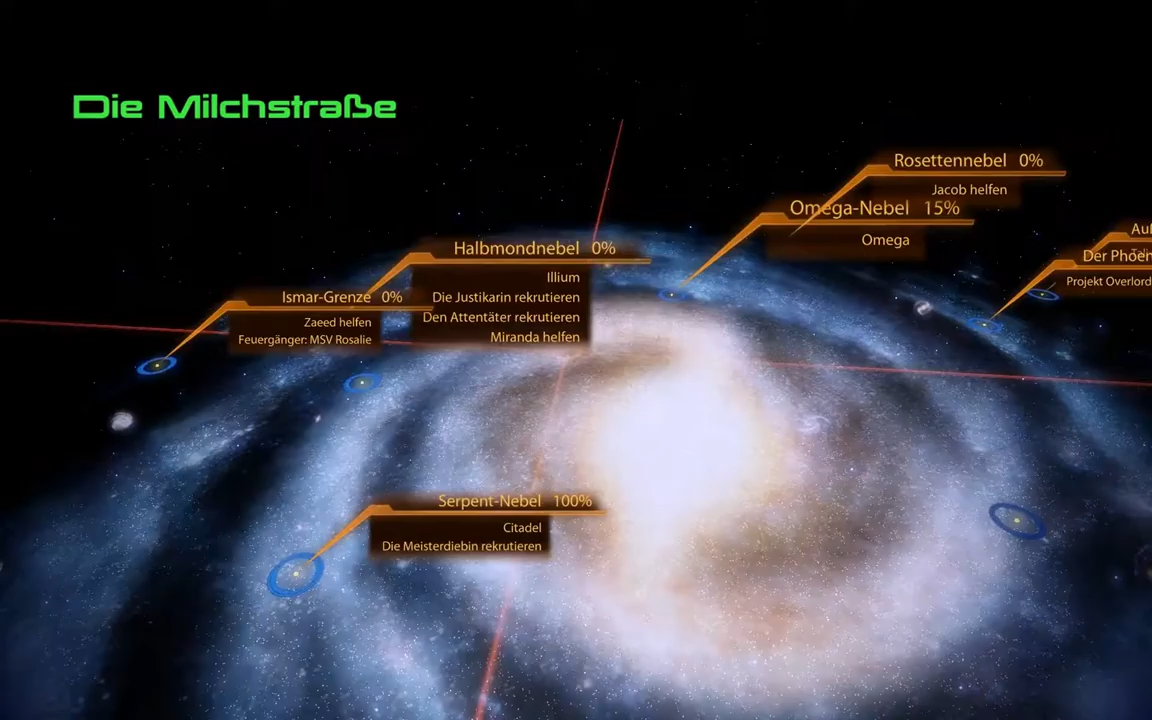 Die Milchstraße
Rosettennebel 0%
Jacob helfen
Omega-Nebel 15%
Omega
Halbmondnebel 0%
Illium
Die Justikarin rekrutieren
Den Attentäter rekrutieren
Miranda helfen
Ismar-Grenze 0%
Zaeed helfen
Feuergänger: MSV Rosalie
Projekt Overlord
Serpent-Nebel 100%
Citadel
Die Meisterdiebin rekrutieren